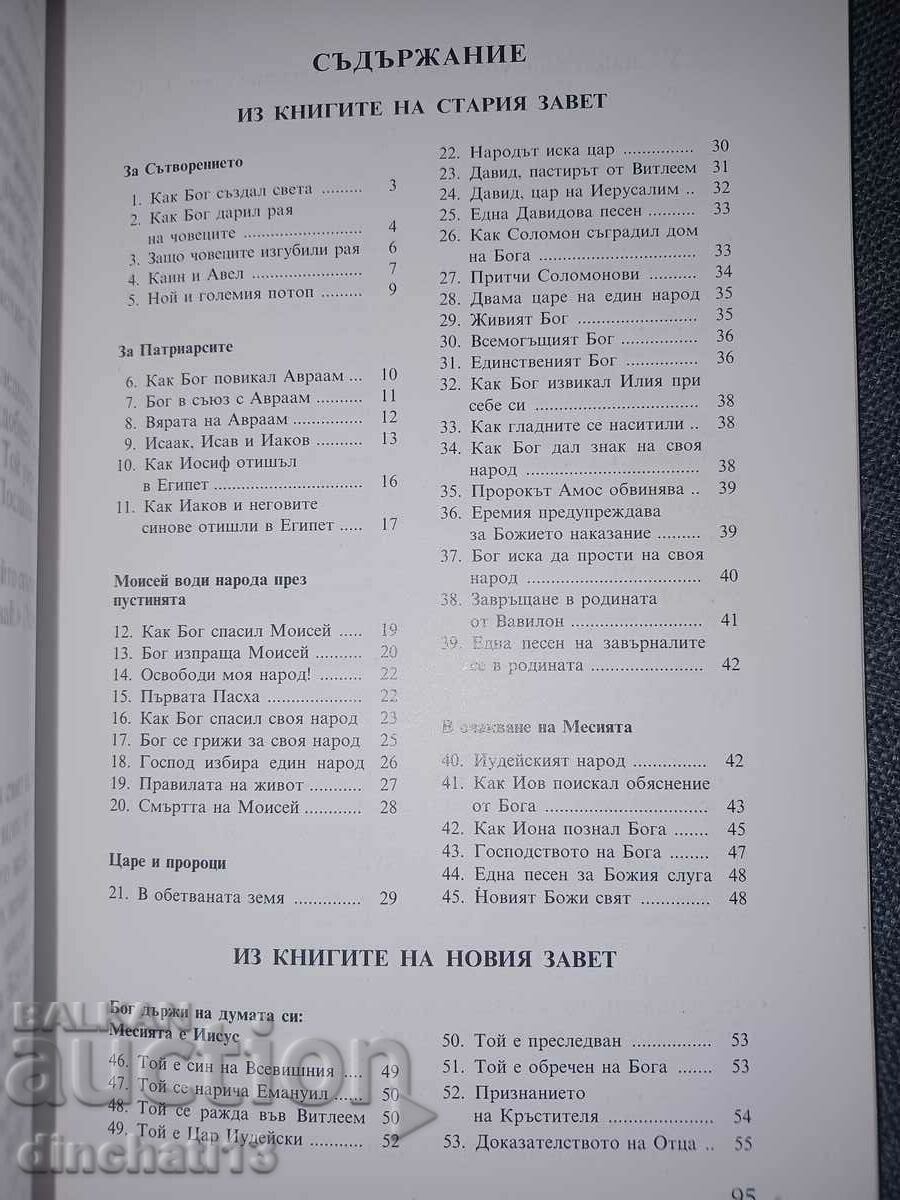 СЪДЪРЖАНИЕ
ИЗ КНИГИТЕ НА СТАРИЯ ЗАВЕТ
За Сътворението
1. Как Бог създал света ......... 3
2. Как Бог дарил рая
на човеците ......................... 4
3. Защо човеците изгубили рая 6
4. Каин и Авел .................... 7
5. Ной и големия потоп ......... 9
За Патриарсите
6. Как Бог повикал Авраам ... 10
7. Бог в съюз с Авраам ......... 11
8. Вярата на Авраам ............ 12
9. Исаак, Исав и Иаков ......... 13
10. Как Иосиф отишъл
в Египет ............................ 16
11. Как Иаков и неговите
синове отишли в Египет ..... 17
Моисей води народа през
пустинята
12. Как Бог спасил Моисей ..... 19
13. Бог изпраща Моисей ......... 20
14. Освободи моя народ! ......... 22
15. Първата Пасха ................. 22
16. Как Бог спасил своя народ 23
17. Бог се грижи за своя народ 25
18. Господ избира един народ 26
19. Правилата на живот ........... 27
20. Смъртта на Моисей ........... 28
Царе и пророци
21. В обетваната земя ............ 29
22. Народът иска цар .............. 30
23. Давид, пастирът от Витлеем 31
24. Давид, цар на Иерусалим .. 32
25. Една Давидова песен .......... 33
26. Как Соломон съградил дом
на Бога .............................. 33
27. Притчи Соломонови ........... 34
28. Двама царе на един народ 35
29. Живият Бог ..................... 35
30. Всемогъщият Бог .............. 36
31. Единственият Бог .............. 36
32. Как Бог извикал Илия при
себе си .............................. 38
33. Как гладните се наситили .. 38
34. Как Бог дал знак на своя
народ ................................ 38
35. Пророкът Амос обвинява .. 39
36. Еремия предупреждава
за Божието наказание ......... 39
37. Бог иска да прости на своя
народ ................................ 40
38. Завръщане в родината
от Вавилон ........................ 41
39. Една песен на завърналите
се в родината ..................... 42
В очакване на Месията
40. Иудейският народ .............. 42
41. Как Иов поискал обяснение
от Бога .............................. 43
42. Как Иона познал Бога ....... 45
43. Господството на Бога ......... 47
44. Една песен за Божия слуга 48
45. Новият Божи свят ............. 48
ИЗ КНИГИТЕ НА НОВИЯ ЗАВЕТ
Бог държи на думата си:
Месията е Иисус
46. Той е син на Всевишния .... 49
47. Той се нарича Емануил ...... 50
48. Той се ражда във Витлеем 50
49. Той е Цар Иудейски .......... 52
50. Той е преследван .............. 53
51. Той е обречен на Бога ....... 53
52. Признанието
на Кръстителя .................... 54
53. Доказателството на Отца .. 55
95
BALKAN
auction
dinchati13